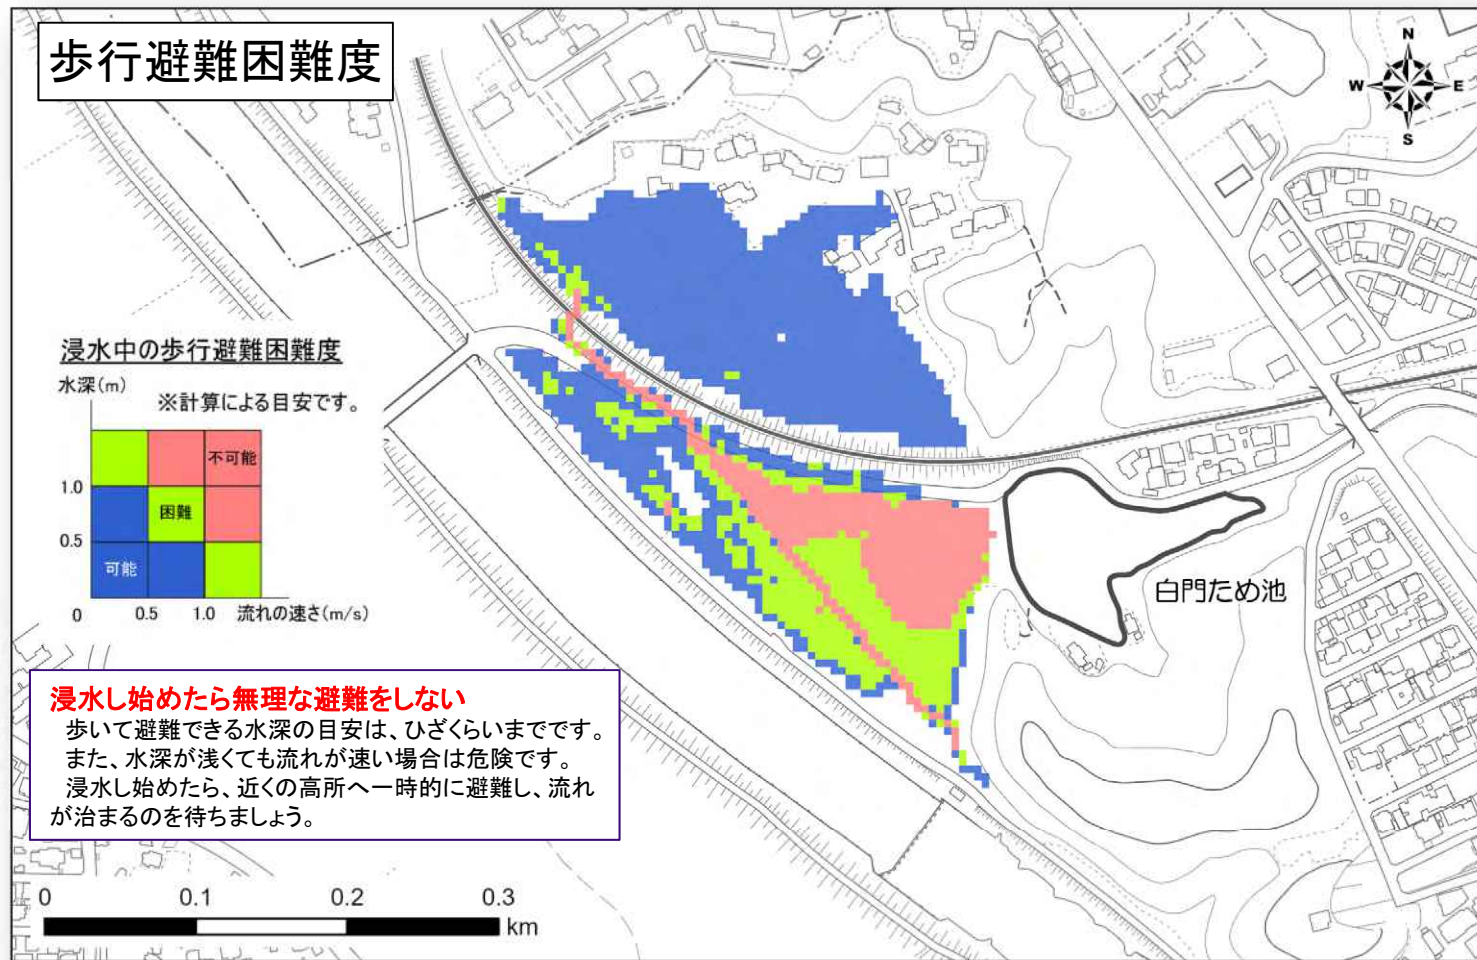 歩行避難困難度
N
W
E
S
浸水中の歩行避難困難度
水深(m)
※計算による目安です。
不可能
1.0
困難
0.5
可能
0
0.5
1.0
流れの速さ(m/s)
白門ため池
浸水し始めたら無理な避難をしない
歩いて避難できる水深の目安は、ひざくらいまでです。
また、水深が浅くても流れが速い場合は危険です。
浸水し始めたら、近くの高所へ一時的に避難し、流れ
が治まるのを待ちましょう。
0
0.1
0.2
0.3
km